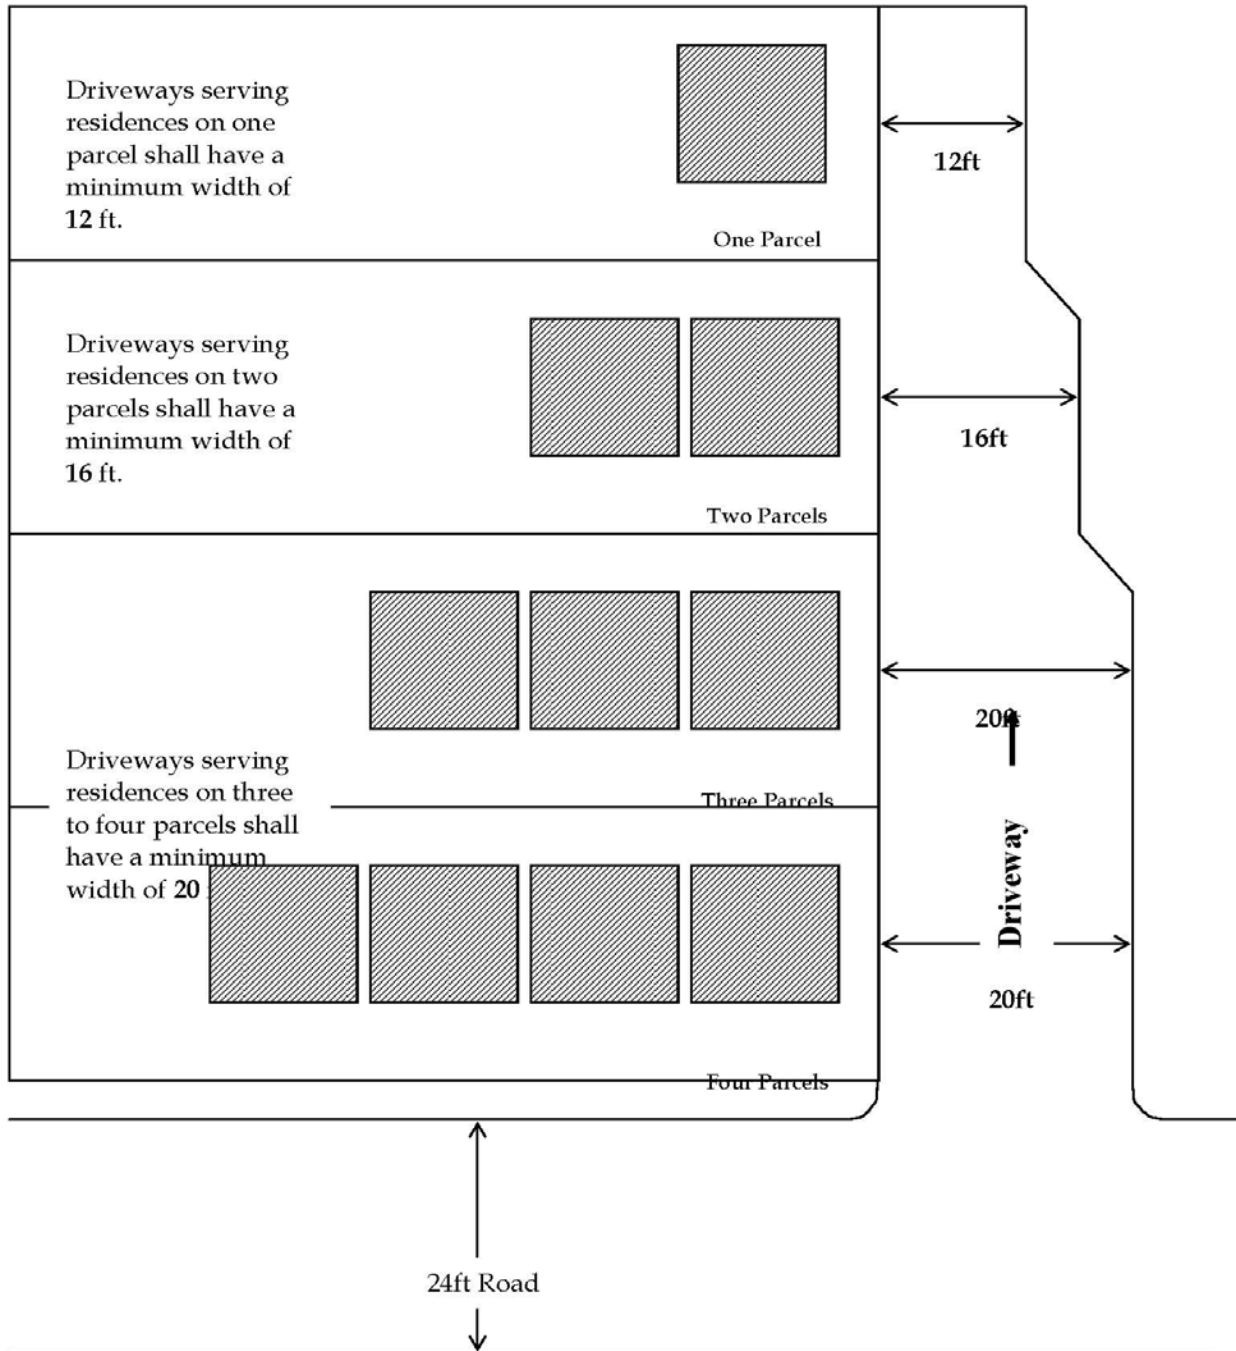 Driveways serving
residences on one
parcel shall have a
minimum width of
12 ft.
12ft
One Parcel
Driveways serving
residences on two
parcels shall have a
minimum width of
16 ft.
16ft
Two Parcels
20ft
Driveways serving
residences on three
to four parcels shall
have a minimum
width of 20
Three Parcels
Driveway
20ft
Four Parcels
24ft Road